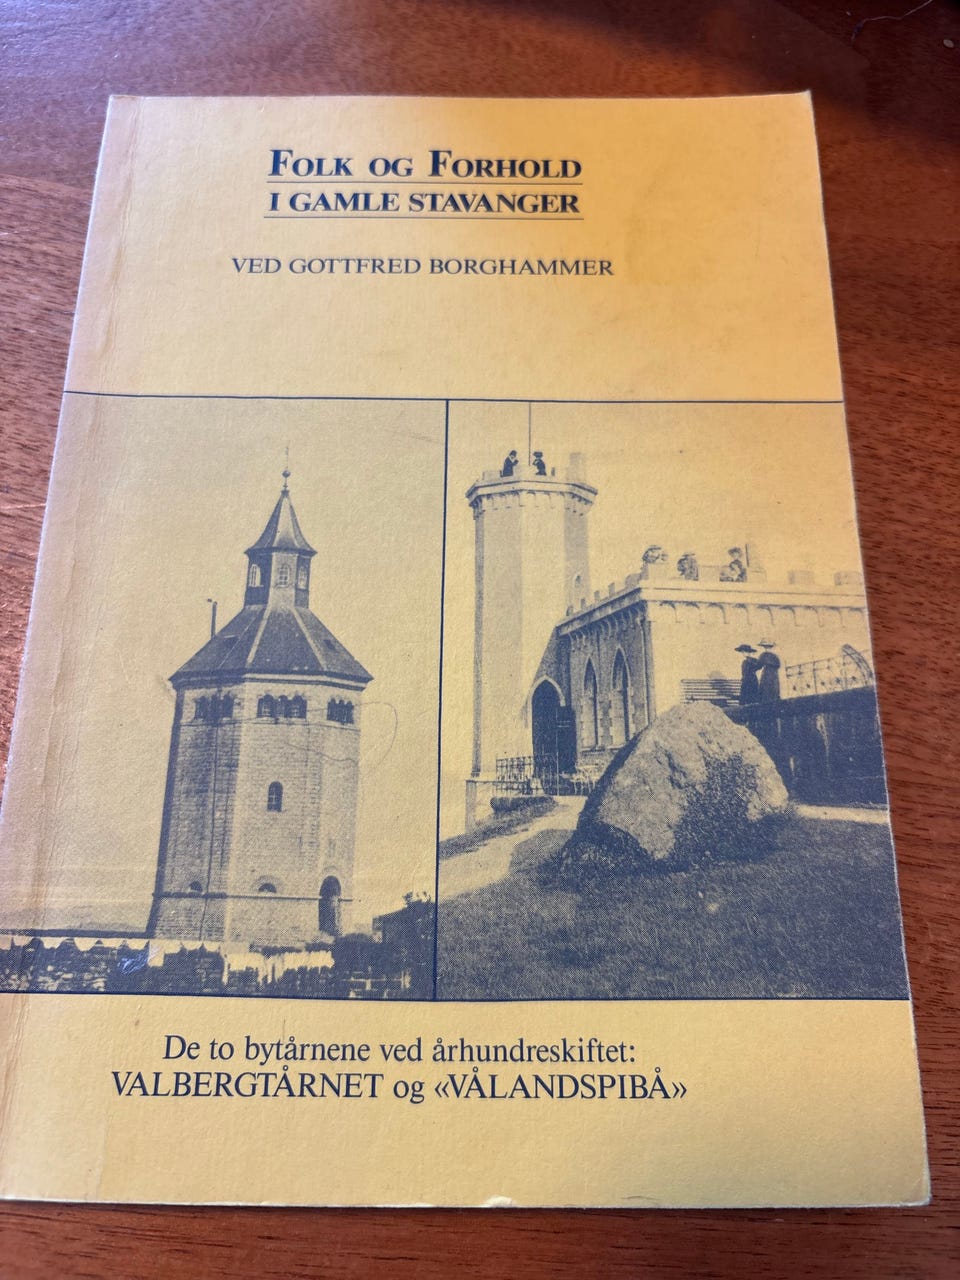 FOLK OG FORHOLD
I GAMLE STAVANGER
VED GOTTFRED BORGHAMMER
De to bytårnene ved århundreskiftet:
VALBERGTÅRNET og «VÅLANDSPIBÅ»